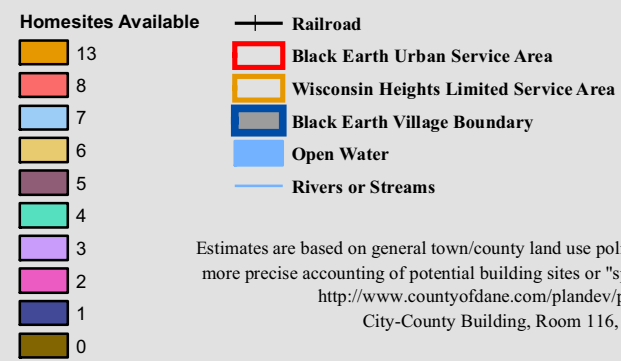 Homesites Available
13
8
7
6
5
4
3
2
1
0
Railroad
Black Earth Urban Service Area
Wisconsin Heights Limited Service Area
Black Earth Village Boundary
Open Water
Rivers or Streams
Estimates are based on general town/county land use poli
more precise accounting of potential building sites or "s
http://www.countyofdane.com/plandev/
City-County Building, Room 116,